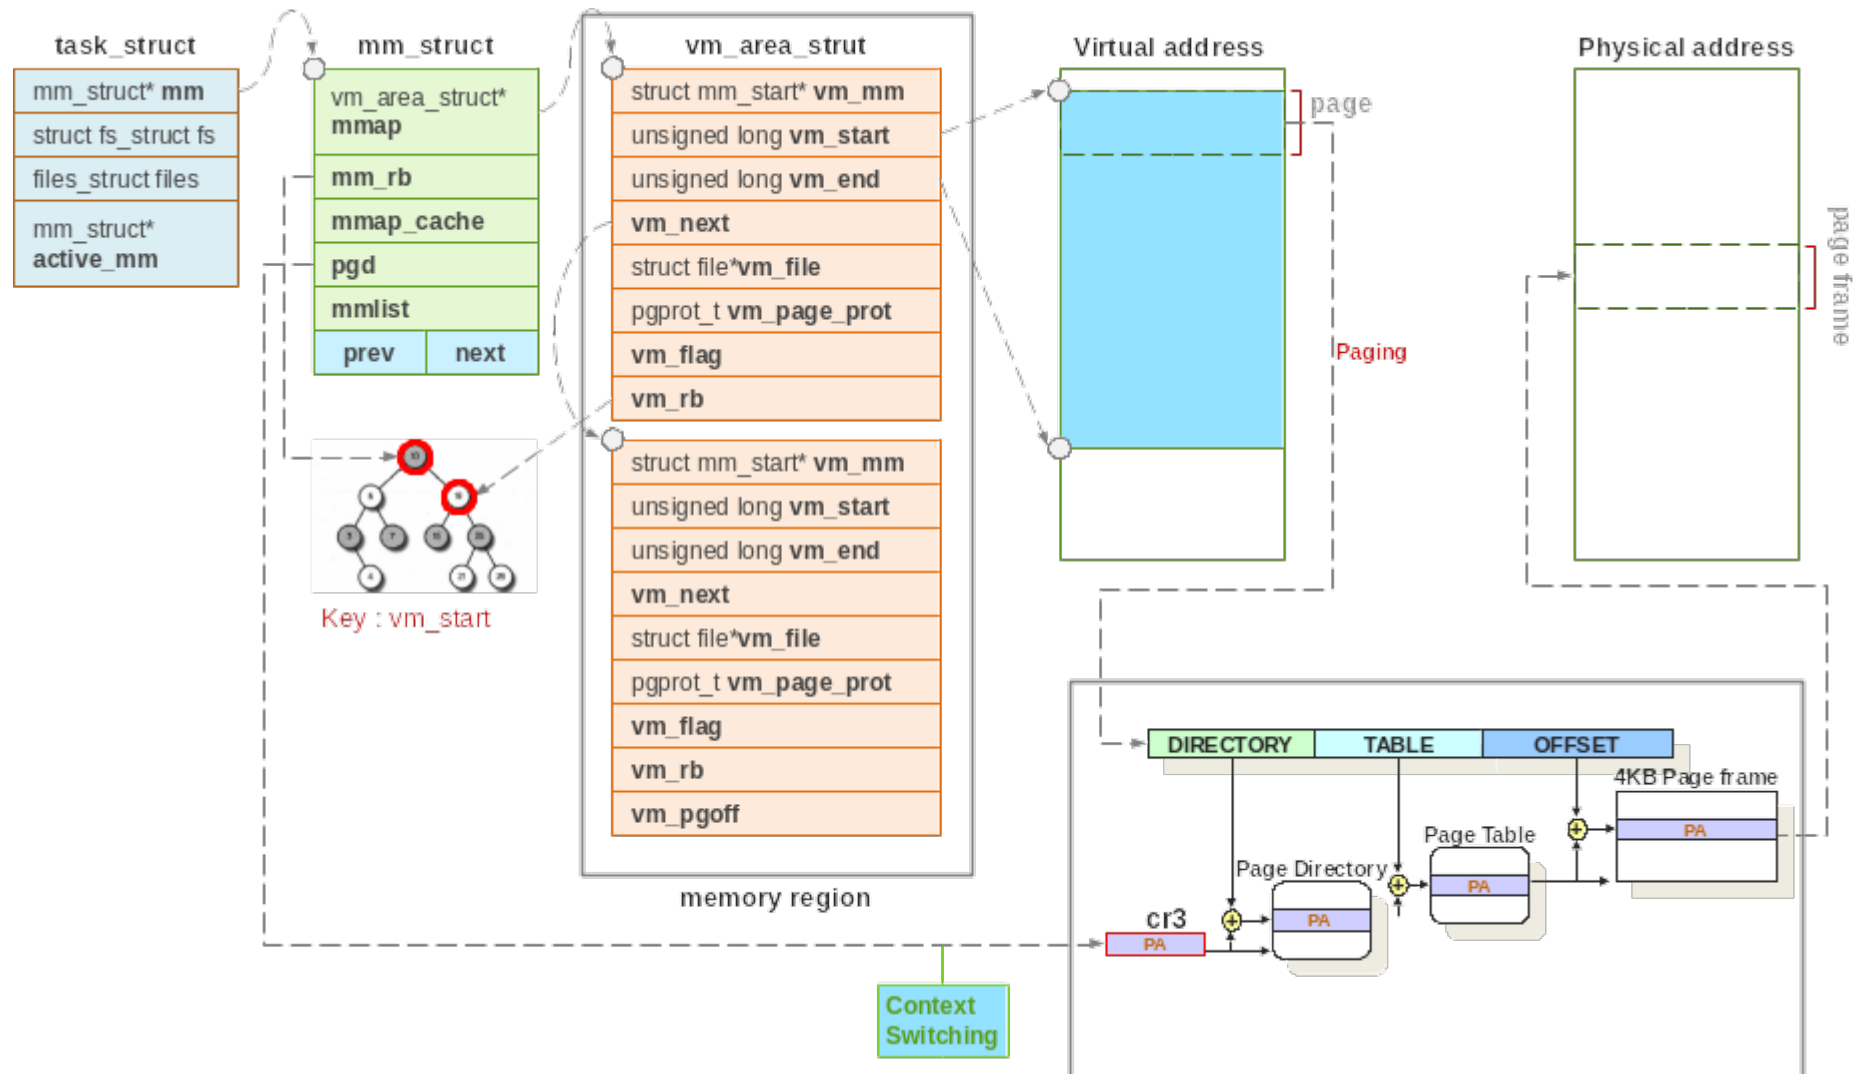 task_struct
mm_struct* mm
struct fs_struct fs
files_struct files
mm_struct*
active_mm
mm_struct
vm_area_struct*
mmap
mm_rb
mmap_cache
pgd
mmlist
prev next
Key : vm_start
vm_area_strut
struct mm_start* vm_mm
unsigned long vm_start
unsigned long vm_end
vm_next
struct file*vm_file
pgprot_t vm_page_prot
vm_flag
vm_rb
struct mm_start* vm_mm
unsigned long vm_start
unsigned long vm_end
vm_next
struct file*vm_file
pgprot_t vm_page_prot
vm_flag
vm_rb
vm_pgoff
memory region
Virtual address
page
Paging
Physical address
page frame
DIRECTORY TABLE OFFSET
4KB Page frame
PA
Page Table
PA
Page Directory
PA
cr3
PA
Context
Switching